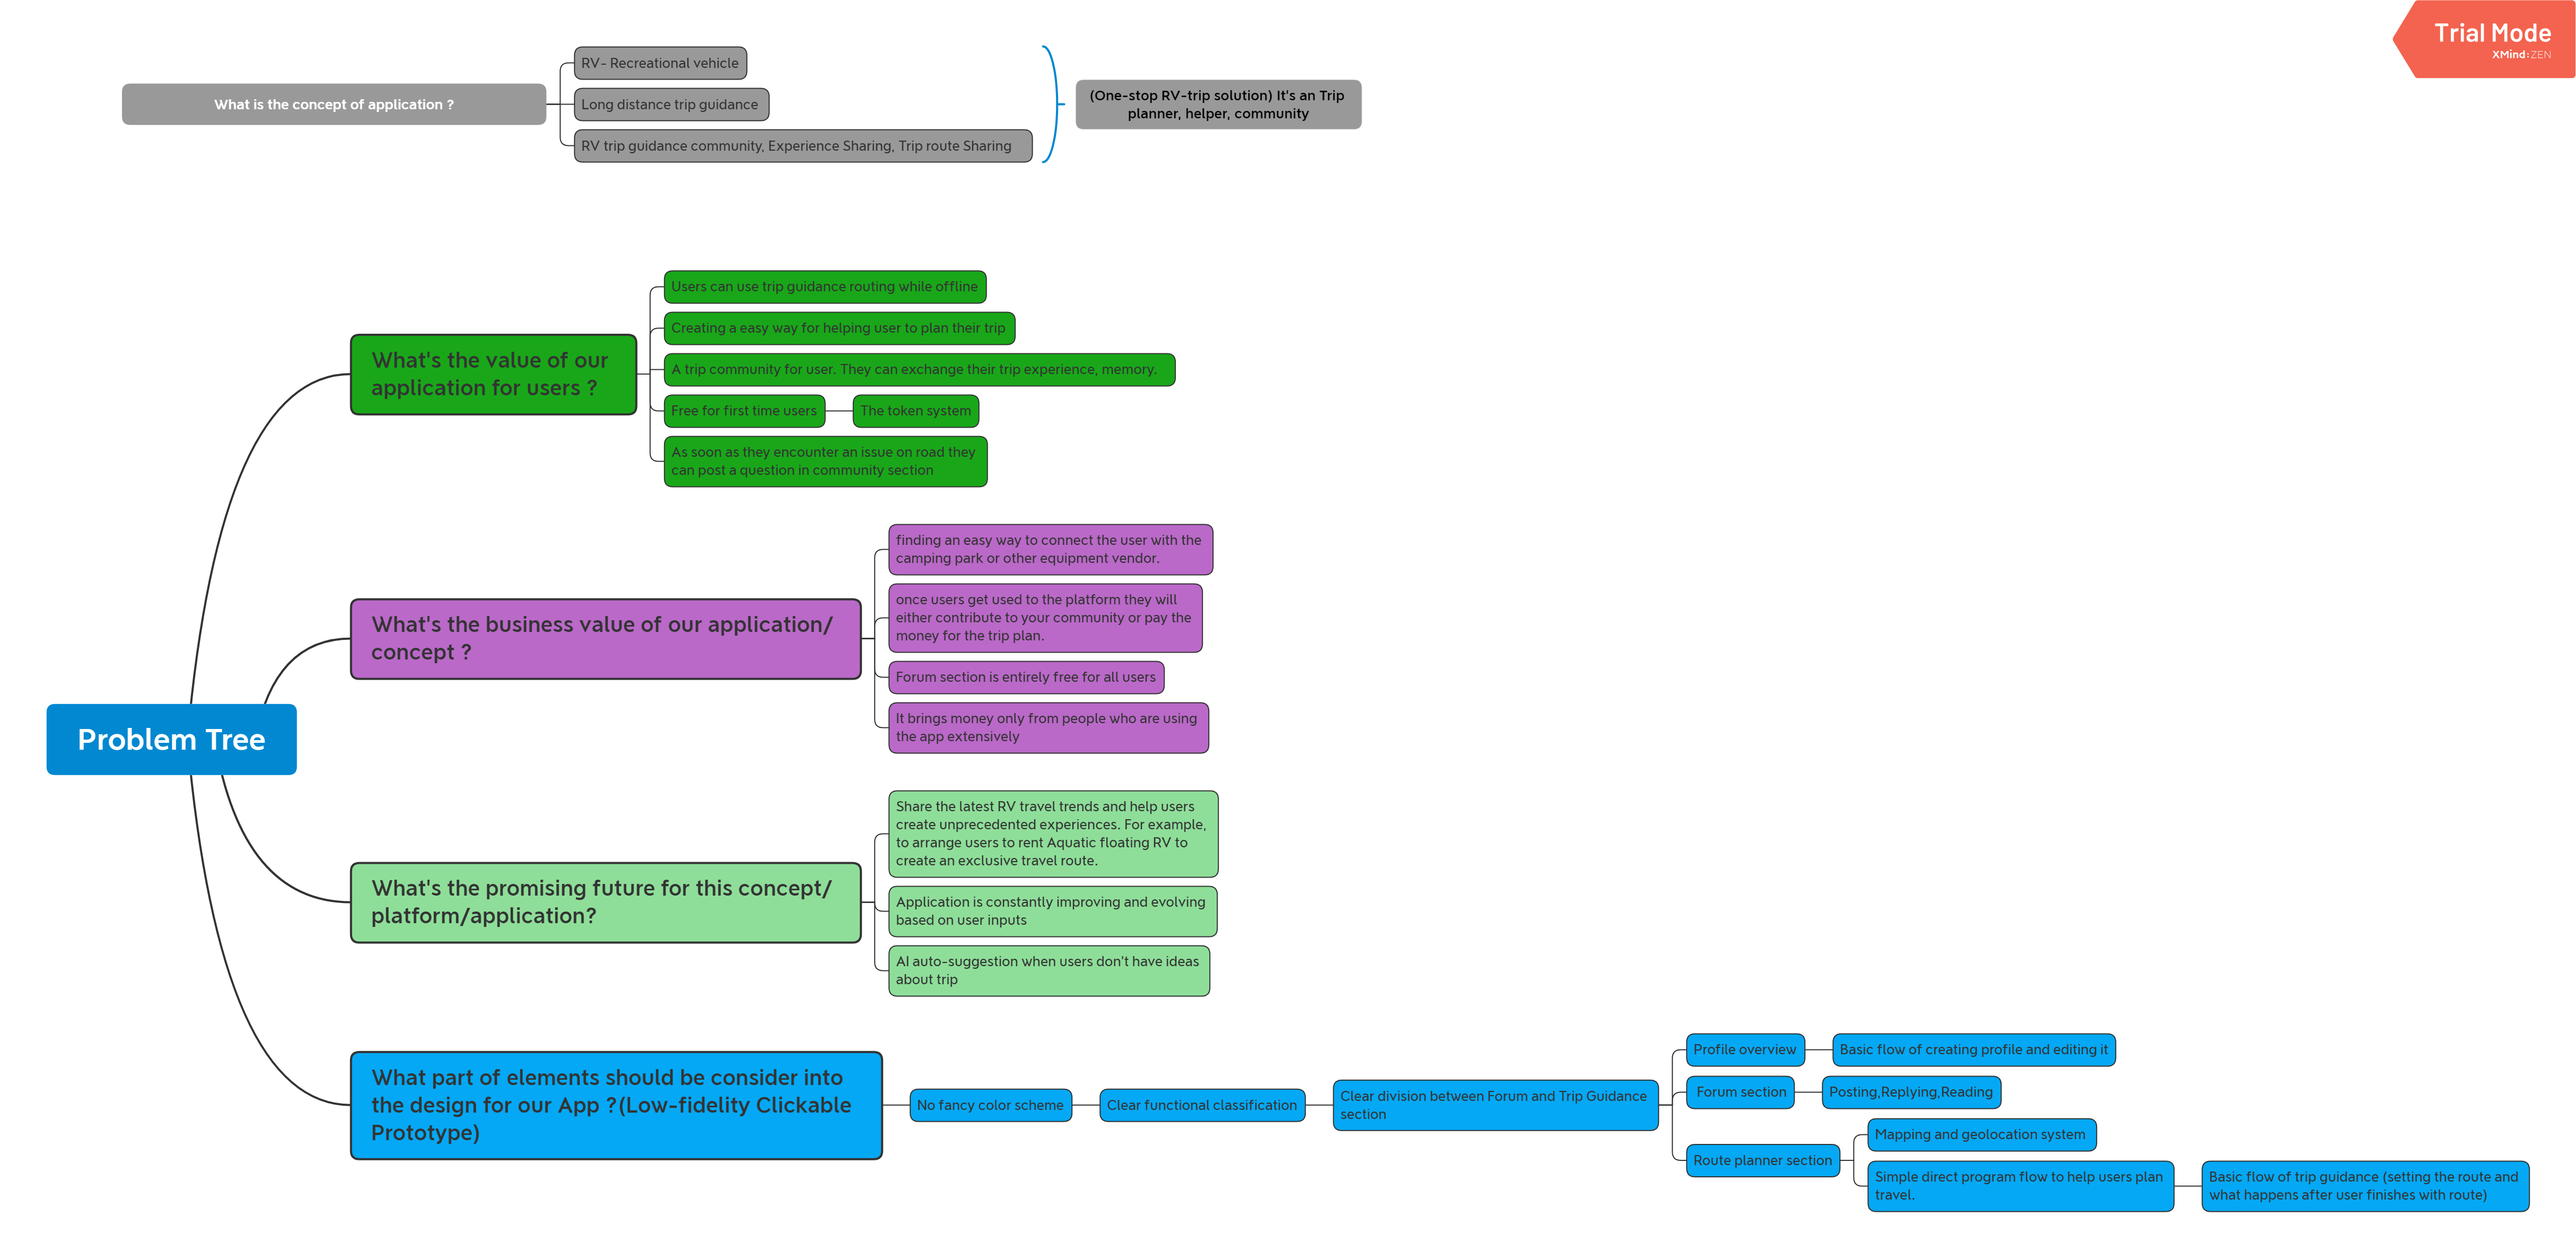 Trial Mode
XMind:ZEN
What is the concept of application ?
RV- Recreational vehicle
Long distance trip guidance
RV trip guidance community, Experience Sharing, Trip route Sharing
(One-stop RV-trip solution) It's an Trip
planner, helper, community
Problem Tree
What's the value of our
application for users ?
Users can use trip guidance routing while offline
Creating a easy way for helping user to plan their trip
A trip community for user. They can exchange their trip experience, memory.
Free for first time users
The token system
As soon as they encounter an issue on road they
can post a question in community section
What's the business value of our application/
concept ?
finding an easy way to connect the user with the
camping park or other equipment vendor.
once users get used to the platform they will
either contribute to your community or pay the
money for the trip plan.
Forum section is entirely free for all users
It brings money only from people who are using
the app extensively
What's the promising future for this concept/
platform/application?
Share the latest RV travel trends and help users
create unprecedented experiences. For example,
to arrange users to rent Aquatic floating RV to
create an exclusive travel route.
Application is constantly improving and evolving
based on user inputs
AI auto-suggestion when users don't have ideas
about trip
What part of elements should be consider into
the design for our App ?(Low-fidelity Clickable
Prototype)
No fancy color scheme
Clear functional classification
Clear division between Forum and Trip Guidance
section
Profile overview
Basic flow of creating profile and editing it
Forum section
Posting,Replying,Reading
Route planner section
Mapping and geolocation system
Simple direct program flow to help users plan
travel.
Basic flow of trip guidance (setting the route and
what happens after user finishes with route)